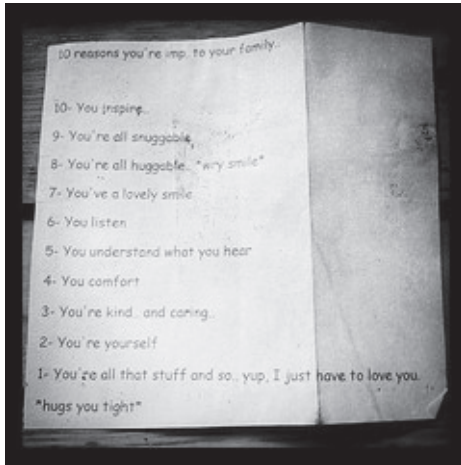 10 reasons you're imp. to your family..
10- You inspire..
9- You're all snuggable,
8- You're all huggable.. *wry smile*
7- You've a lovely smile
6- You listen
5- You understand what you hear
4- You comfort
3- You're kind.. and caring..
2- You're yourself
1- You're all that stuff and so.. yup, I just have to love you.
*hugs you tight*